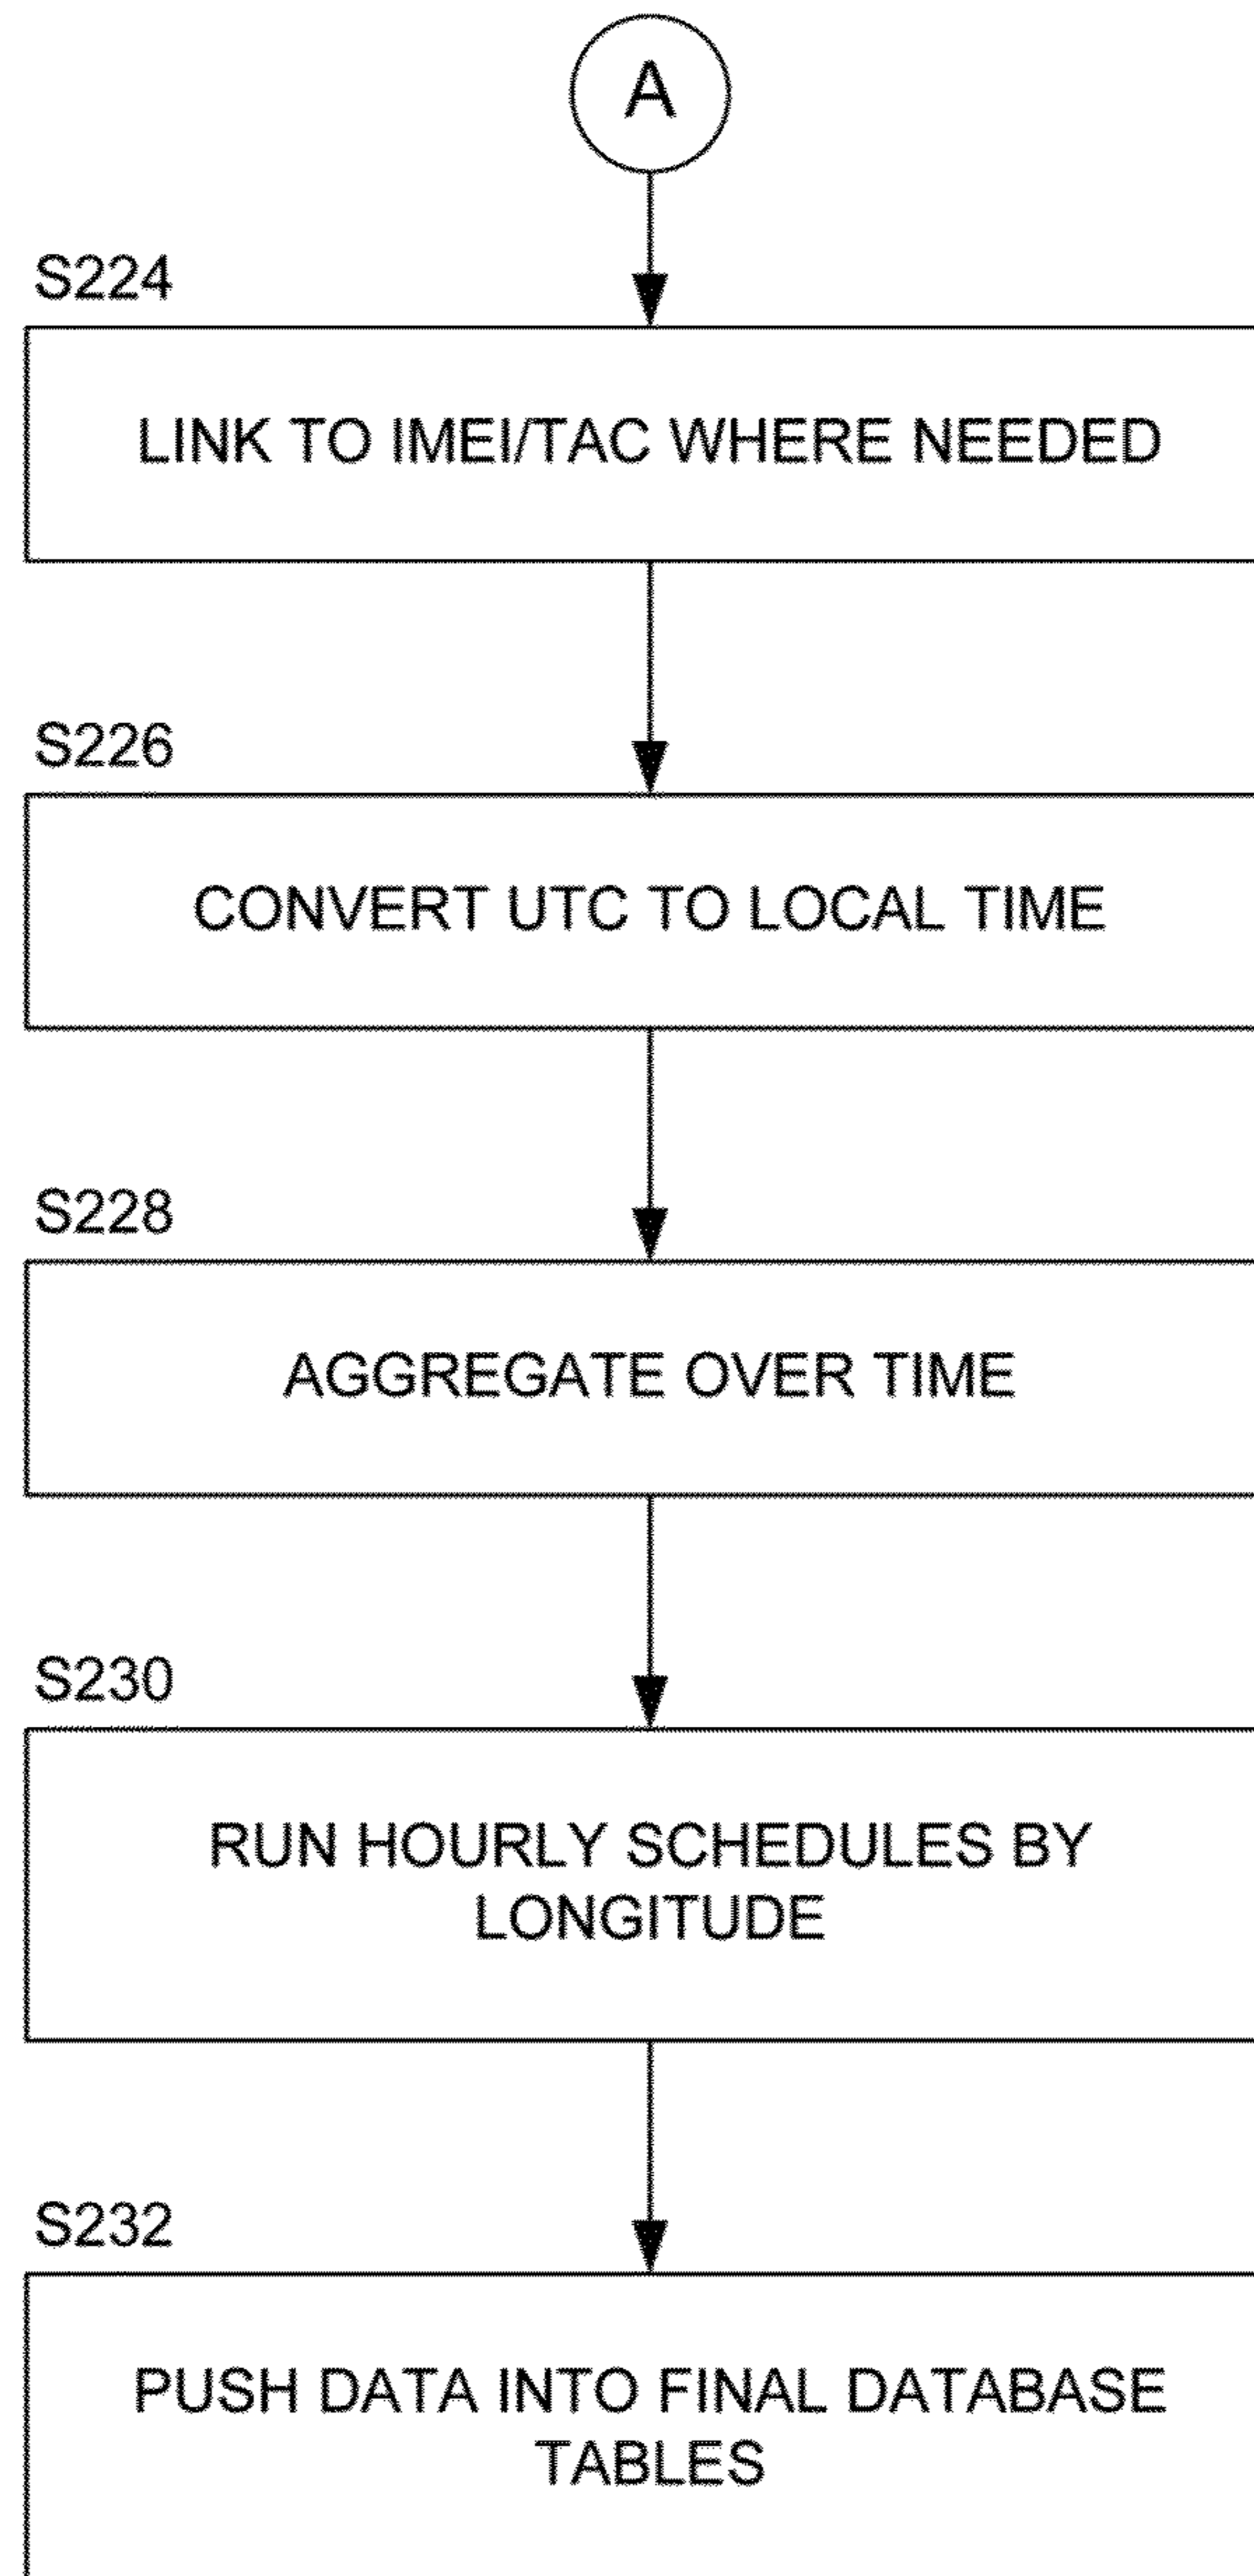 A
S224
LINK TO IMEI/TAC WHERE NEEDED
S226
CONVERT UTC TO LOCAL TIME
S228
AGGREGATE OVER TIME
S230
RUN HOURLY SCHEDULES BY
LONGITUDE
S232
PUSH DATA INTO FINAL DATABASE
TABLES